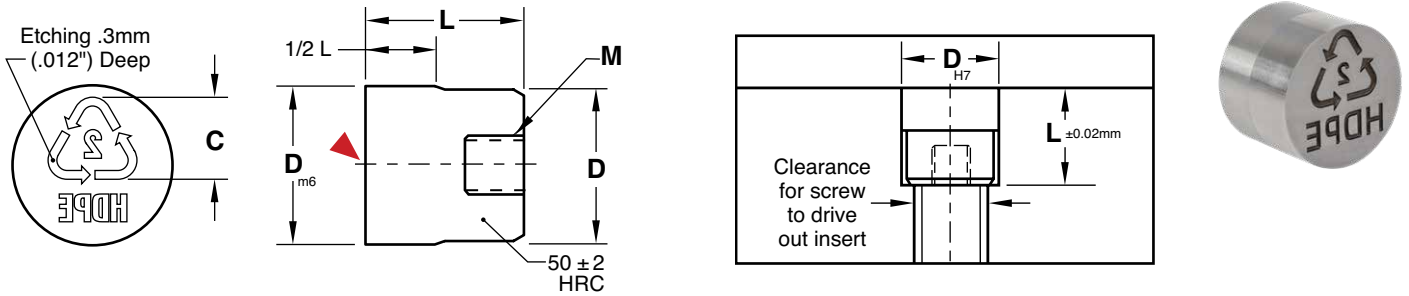 Etching .3mm
(.012") Deep
C
2
HDPE
L
1/2 L
M
D
m6
D
50 ±2
HRC
D
H7
L ±0.02mm
Clearance
for screw
to drive
out insert
2
HDPE